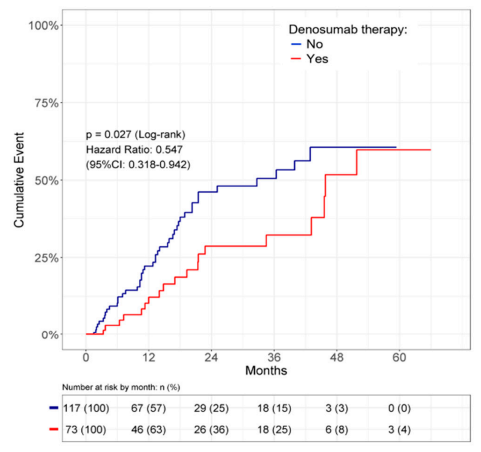 100%
75%
50%
25%
0%
Cumulative Event
Denosumab therapy:
No
Yes
p = 0.027 (Log-rank)
Hazard Ratio: 0.547
(95%CI: 0.318-0.942)
0 12 24 36 48 60
Months
Number at risk by month: n (%)
117 (100) 67 (57) 29 (25) 18 (15) 3 (3) 0 (0)
73 (100) 46 (63) 26 (36) 18 (25) 6 (8) 3 (4)